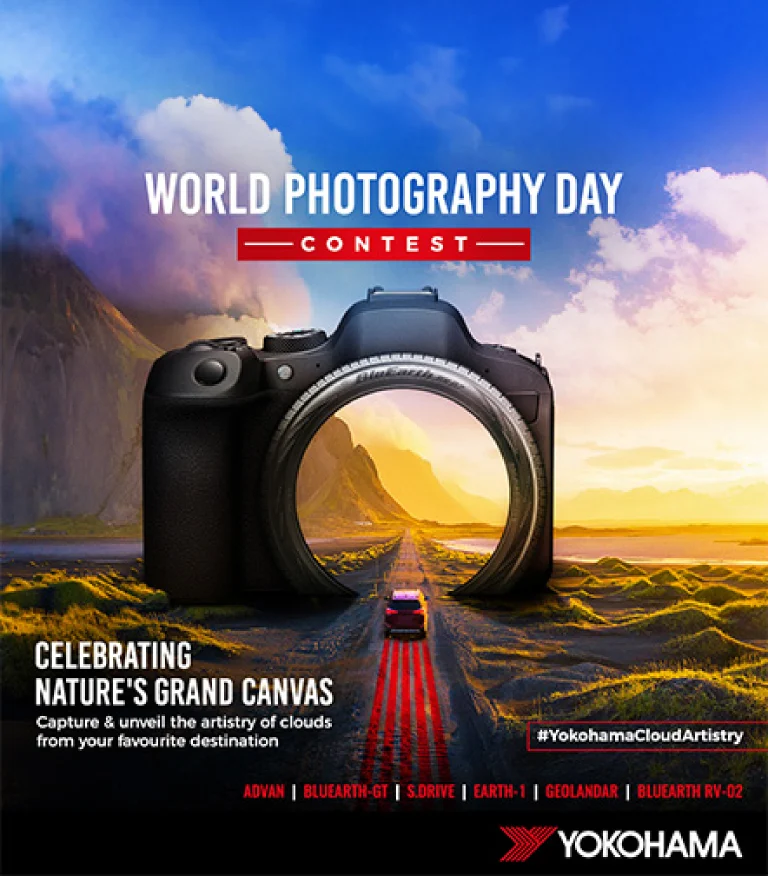 WORLD PHOTOGRAPHY DAY
CONTEST
BluEarth
CELEBRATING
NATURE'S GRAND CANVAS
Capture & unveil the artistry of clouds
from your favourite destination
#YokohamaCloudArtistry
ADVAN | BLUEARTH-GT | S.DRIVE | EARTH-1 | GEOLANDAR | BLUEARTH RV-02
YOKOHAMA